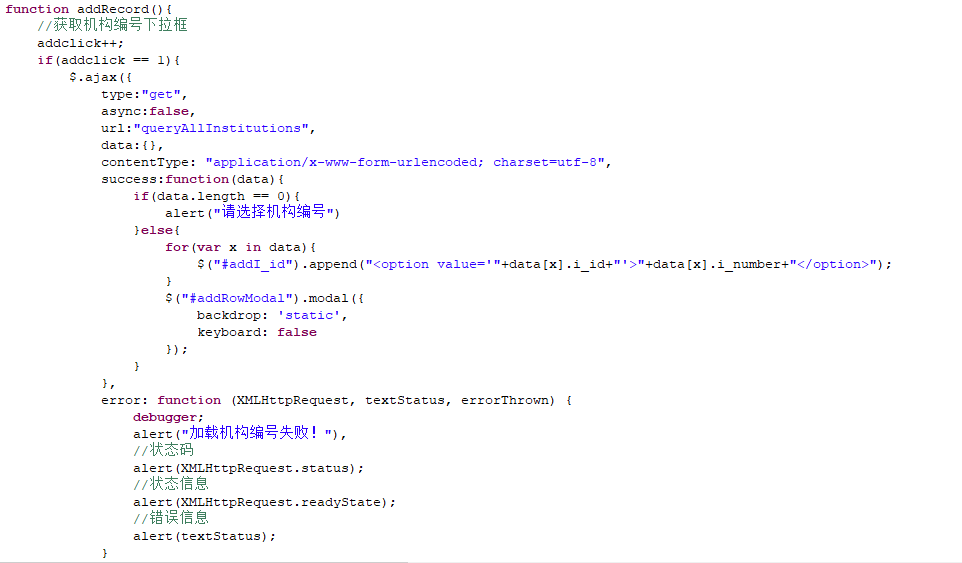 function addRecord(){
    //获取机构编号下拉框
    addclick++;
    if(addclick == 1){
        $.ajax({
            type:"get",
            async:false,
            url:"queryAllInstitutions",
            data:{},
            contentType: "application/x-www-form-urlencoded; charset=utf-8",
            success:function(data){
                if(data.length == 0){
                    alert("请选择机构编号")
                }else{
                    for(var x in data){
                        $("#addI_id").append("<option value='"+data[x].i_id+"'>"+data[x].i_number+"</option>");
                    }
                    $("#addRowModal").modal({
                        backdrop: 'static',
                        keyboard: false
                    });
                }
            },
            error: function (XMLHttpRequest, textStatus, errorThrown) {
                debugger;
                alert("加载机构编号失败！"),
                //状态码
                alert(XMLHttpRequest.status);
                //状态信息
                alert(XMLHttpRequest.readyState);
                //错误信息
                alert(textStatus);
            }